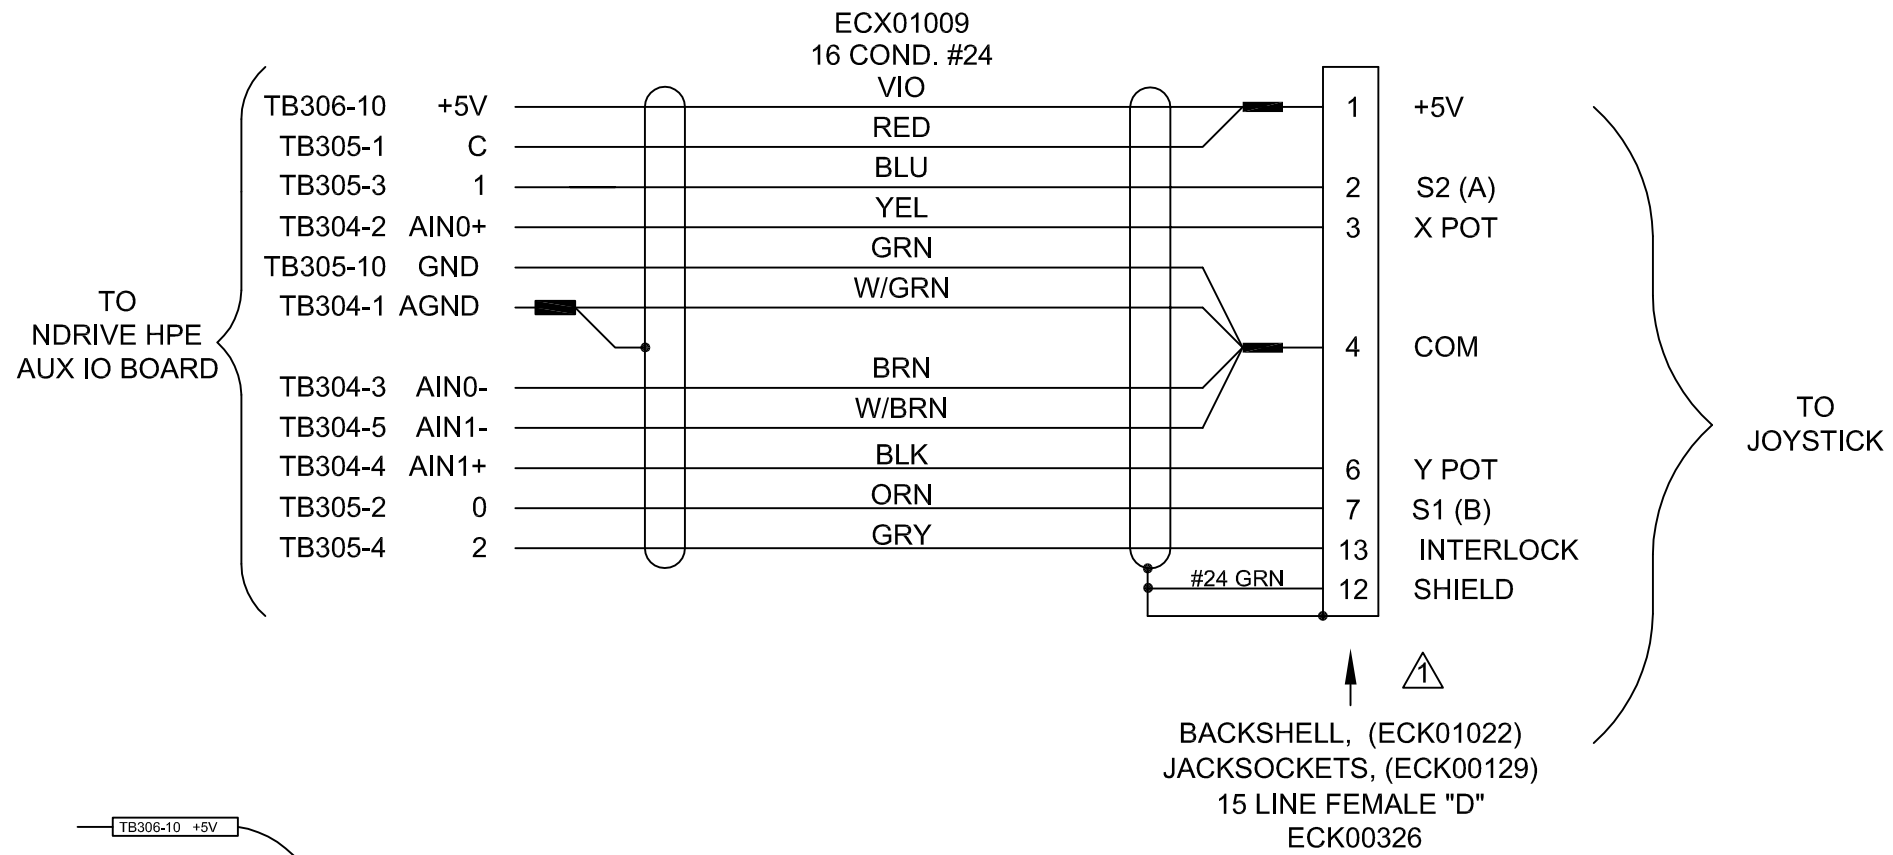 ECX01009
16 COND. #24
TB306-10 +5V VIO 1 +5V
TB305-1 C RED
TB305-3 1 BLU 2 S2 (A)
TB304-2 AIN0+ YEL 3 X POT
TB305-10 GND GRN
TB304-1 AGND W/GRN
TO
NDRIVE HPE
AUX IO BOARD
4 COM
TB304-3 AIN0- BRN
TB304-5 AIN1- W/BRN
TB304-4 AIN1+ BLK 6 Y POT
TB305-2 0 ORN 7 S1 (B)
TB305-4 2 GRY 13 INTERLOCK
#24 GRN 12 SHIELD
TO
JOYSTICK
1
BACKSHELL, (ECK01022)
JACKSOCKETS, (ECK00129)
15 LINE FEMALE "D"
ECK00326
TB306-10 +5V